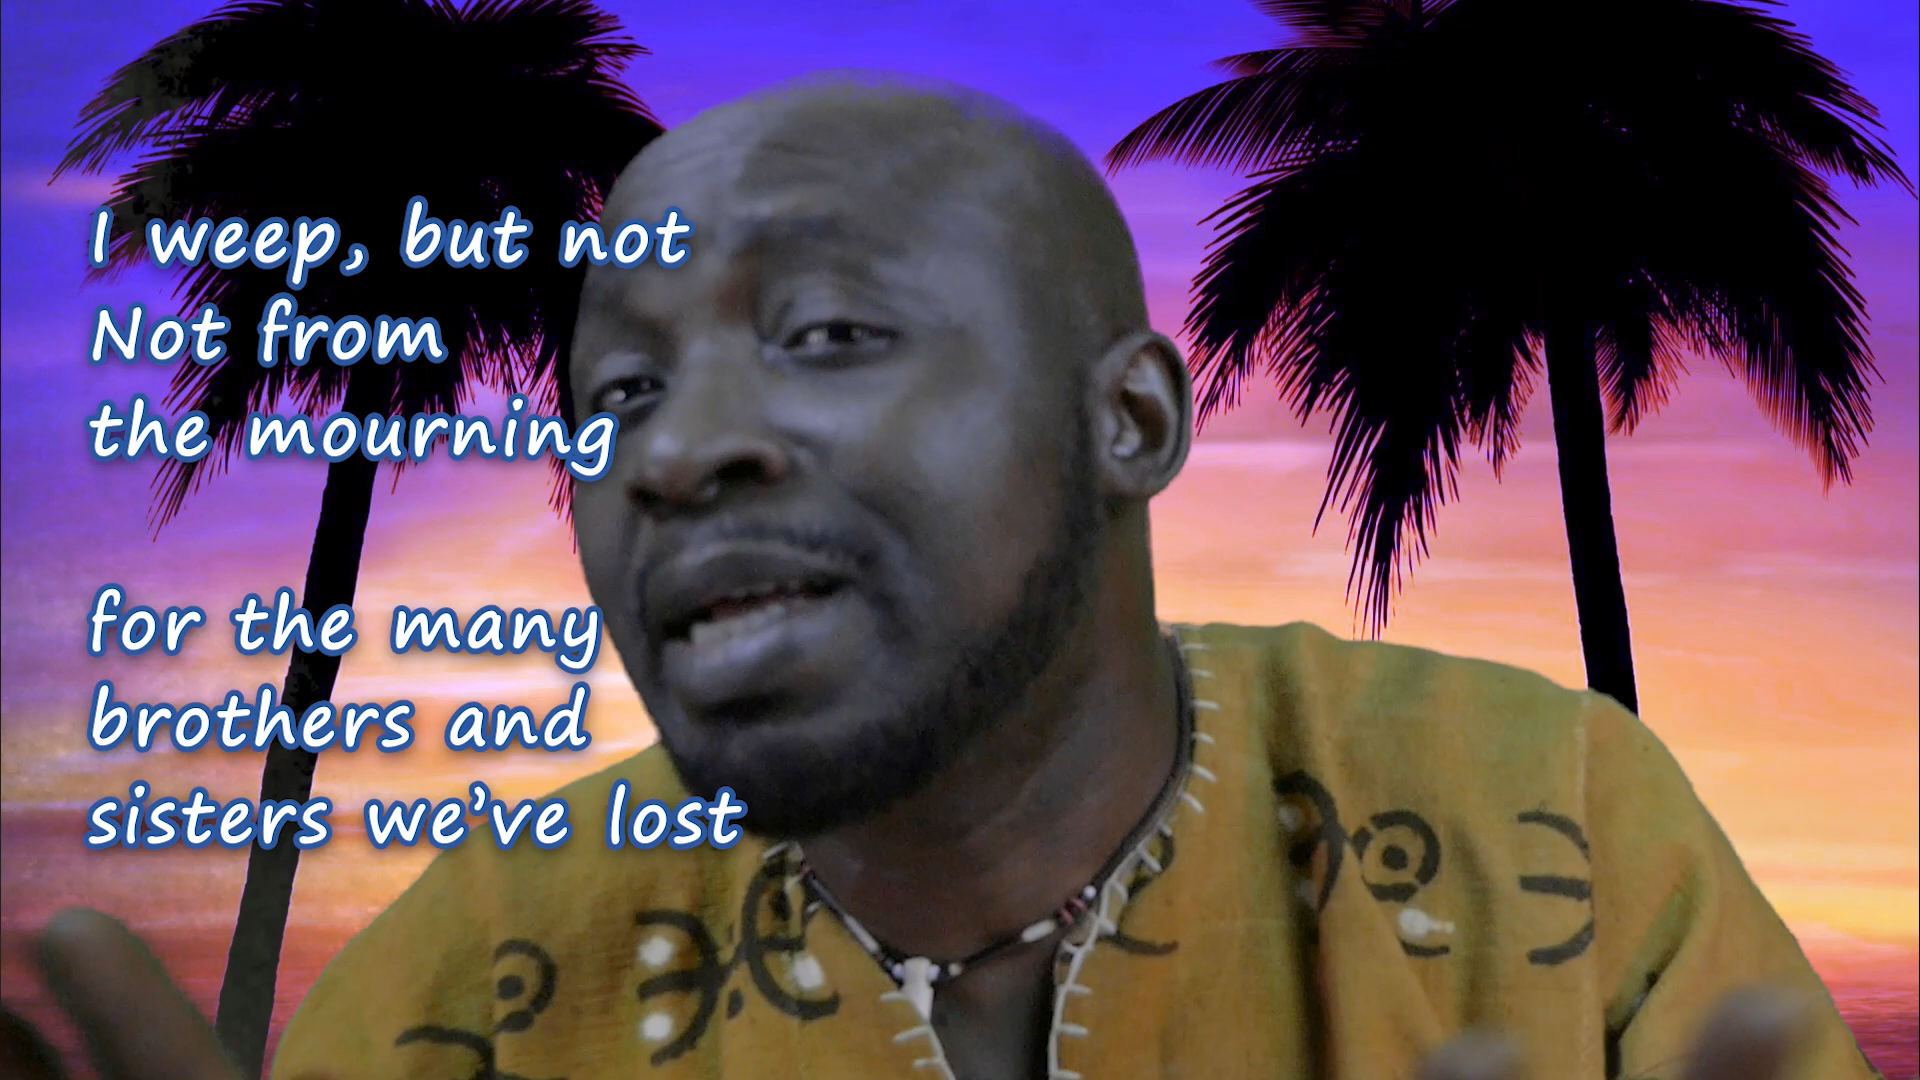 I weep, but not
Not from
the mourning
for the many
brothers and
sisters we’ve lost